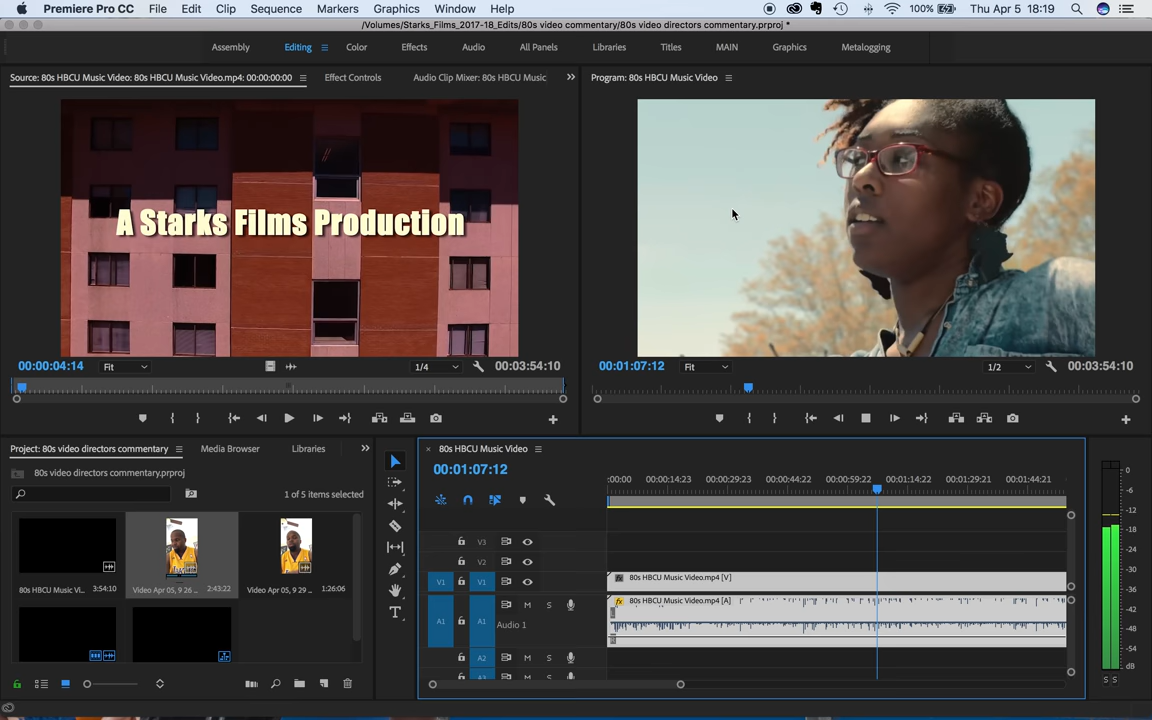 Premiere Pro CC File Edit Clip Sequence Markers Graphics Window Help 100% Thu Apr 5 18:19
/Volumes/Starks_Films_2017-18_Edits/80s video commentary/80s video directors commentary.prproj *
Assembly Editing Color Effects Audio All Panels Libraries Titles MAIN Graphics Metalogging
Source: 80s HBCU Music Video: 80s HBCU Music Video.mp4: 00:00:00:00 Effect Controls Audio Clip Mixer: 80s HBCU Music
Program: 80s HBCU Music Video
A Starks Films Production
00:00:04:14 Fit 1/4 00:03:54:10
00:01:07:12 Fit 1/2 00:03:54:10
Project: 80s video directors commentary Media Browser Libraries
80s video directors commentary.prproj
1 of 5 items selected
80s HBCU Music Vi... 3:54:10
Video Apr 05, 9 26 ... 2:43:22
Video Apr 05, 9 29 ... 1:26:06
80s HBCU Music Video
00:01:07:12
:00:00 00:00:14:23 00:00:29:23 00:00:44:22 00:00:59:22 00:01:14:22 00:01:29:21 00:01:44:21
V3
V2
V1 V1 80s HBCU Music Video.mp4 [V]
fx 80s HBCU Music Video.mp4 [A]
A1 A1 M S
Audio 1
A2 M S
A3 M S
0
-6
-12
-18
-24
-30
-36
-42
-48
-54
dB
S S